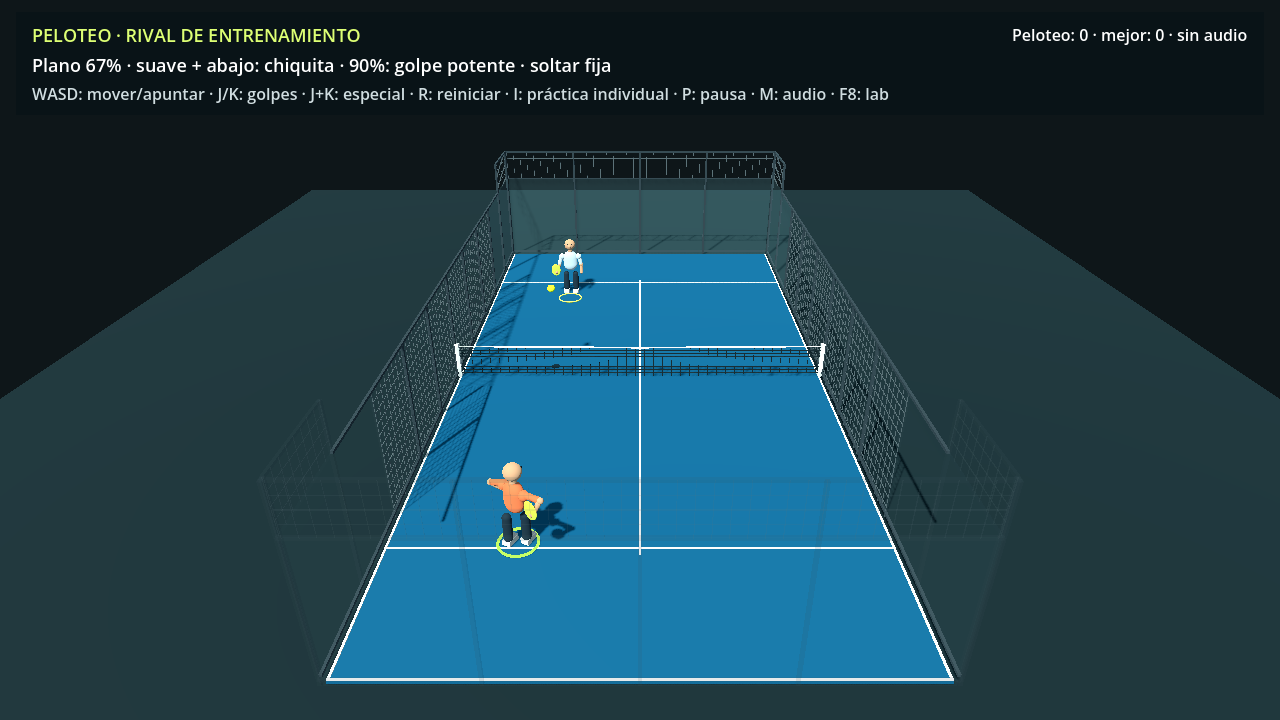 PELOTEO · RIVAL DE ENTRENAMIENTO
Peloteo: 0 · mejor: 0 · sin audio
Plano 67% · suave + abajo: chiquita · 90%: golpe potente · soltar fija
WASD: mover/apuntar · J/K: golpes · J+K: especial · R: reiniciar · I: práctica individual · P: pausa · M: audio · F8: lab